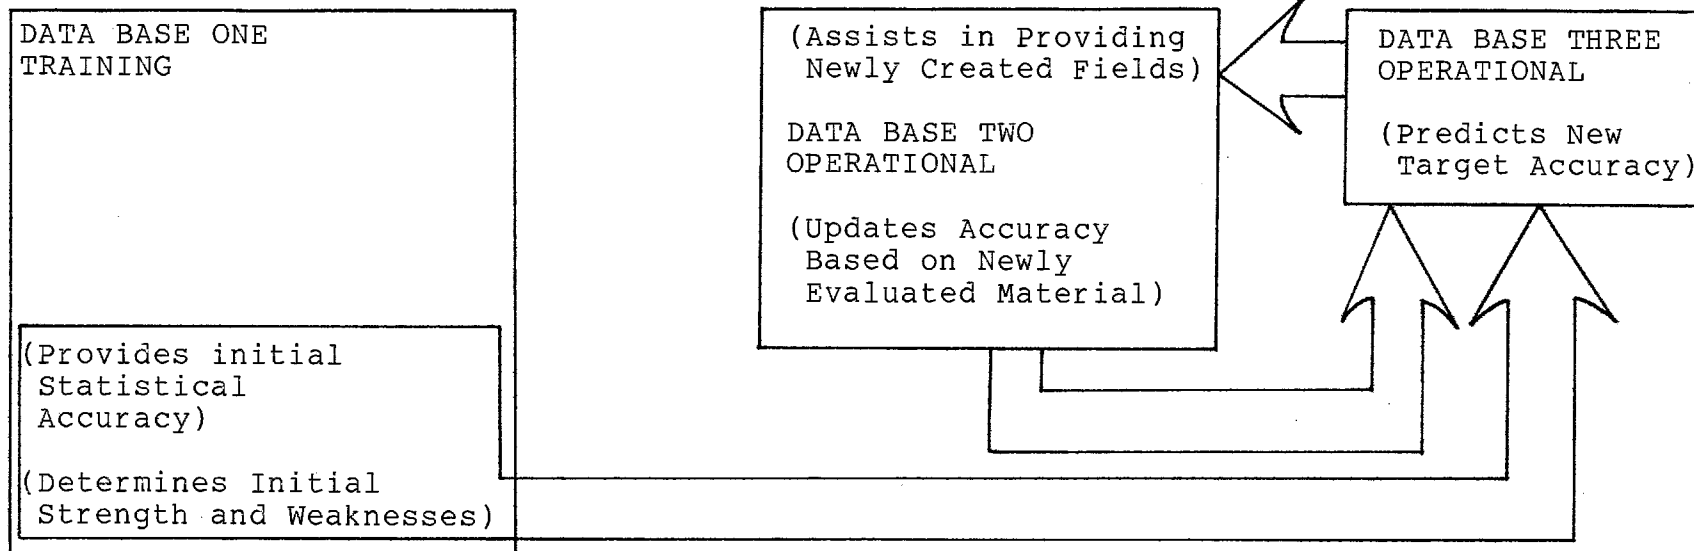 DATA BASE ONE
TRAINING
(Provides initial
Statistical
Accuracy)
(Determines Initial
Strength and Weaknesses)
(Assists in Providing
Newly Created Fields)
DATA BASE TWO
OPERATIONAL
(Updates Accuracy
Based on Newly
Evaluated Material)
DATA BASE THREE
OPERATIONAL
(Predicts New
Target Accuracy)